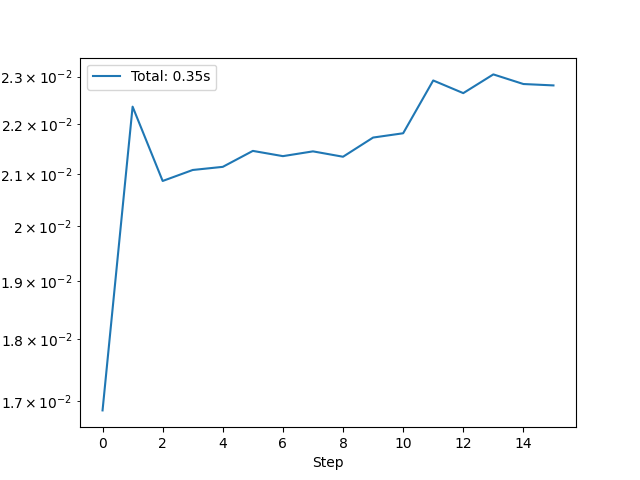 Total: 0.35s
2.3 × 10⁻²
2.2 × 10⁻²
2.1 × 10⁻²
2 × 10⁻²
1.9 × 10⁻²
1.8 × 10⁻²
1.7 × 10⁻²
0 2 4 6 8 10 12 14
Step